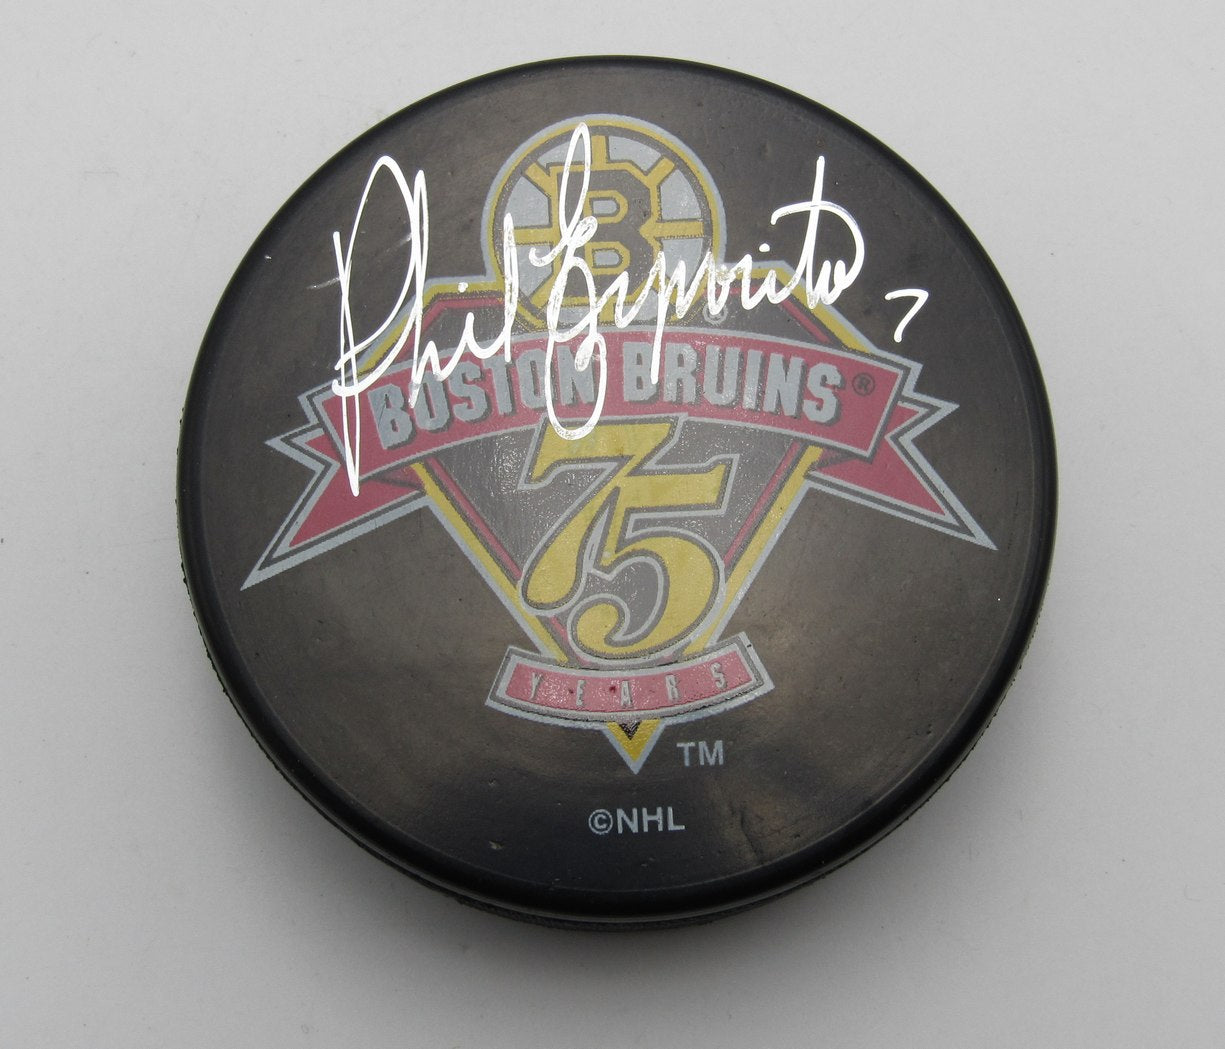 B
®
Phil Esposito 7
BOSTON BRUINS®
75
YEARS
TM
©NHL